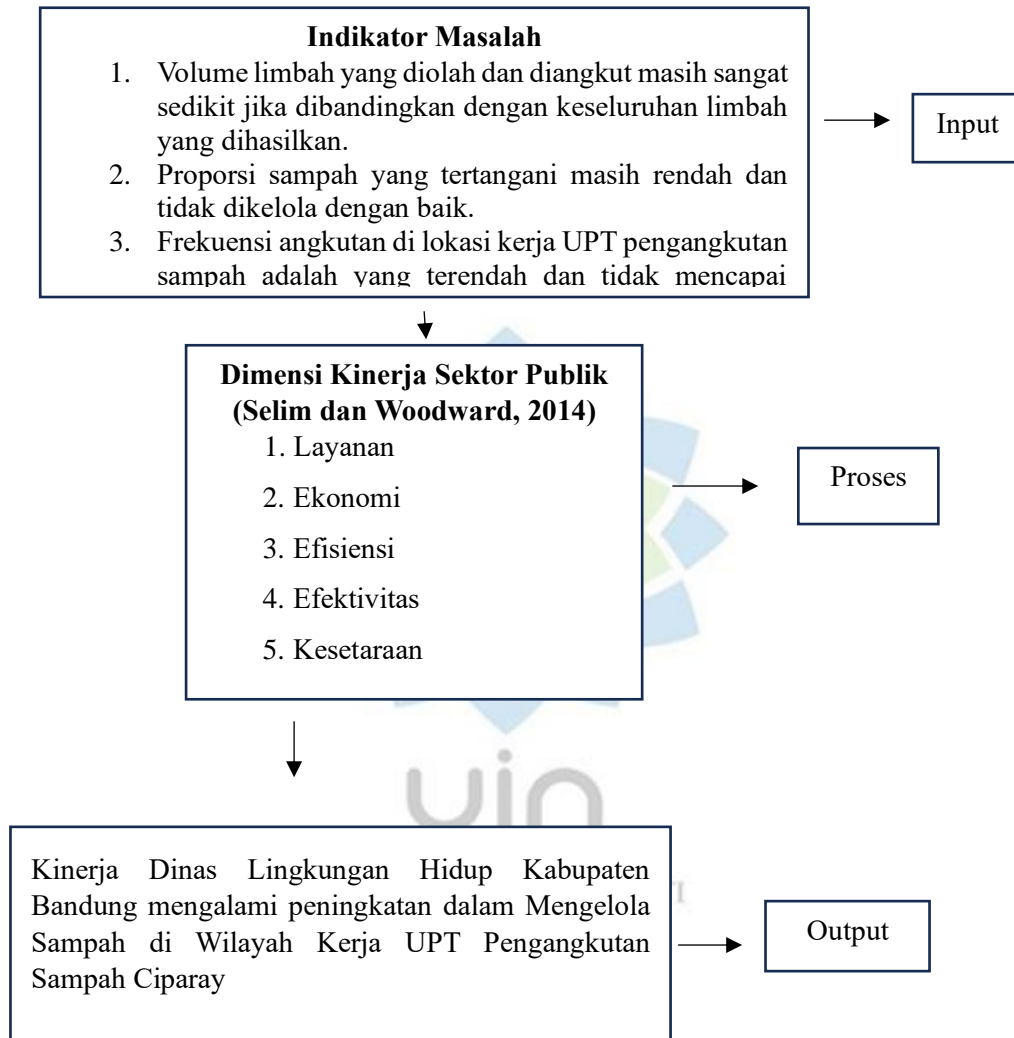 Indikator Masalah
1. Volume limbah yang diolah dan diangkut masih sangat
sedikit jika dibandingkan dengan keseluruhan limbah
yang dihasilkan.
2. Proporsi sampah yang tertangani masih rendah dan
tidak dikelola dengan baik.
3. Frekuensi angkutan di lokasi kerja UPT pengangkutan
sampah adalah yang terendah dan tidak mencapai
Input
Dimensi Kinerja Sektor Publik
(Selim dan Woodward, 2014)
1. Layanan
2. Ekonomi
3. Efisiensi
4. Efektivitas
5. Kesetaraan
Proses
uin
Kinerja Dinas Lingkungan Hidup Kabupaten
Bandung mengalami peningkatan dalam Mengelola
Sampah di Wilayah Kerja UPT Pengangkutan
Sampah Ciparay
Output